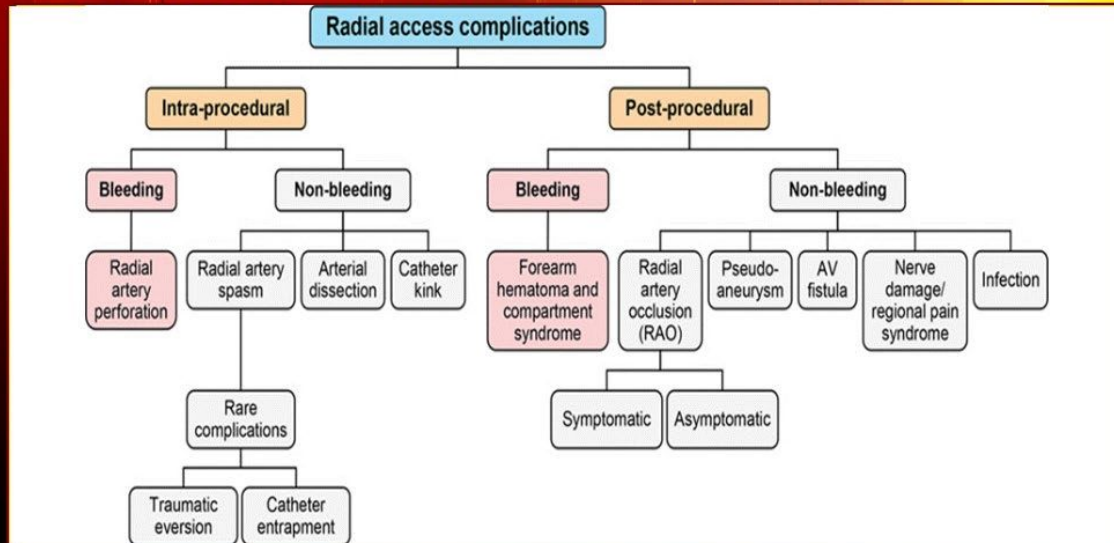 Radial access complications
Intra-procedural
Post-procedural
Bleeding
Non-bleeding
Bleeding
Non-bleeding
Radial
artery
perforation
Radial artery
spasm
Arterial
dissection
Catheter
kink
Forearm
hematoma and
compartment
syndrome
Radial
artery
occlusion
(RAO)
Pseudo-
aneurysm
AV
fistula
Nerve
damage/
regional pain
syndrome
Infection
Rare
complications
Symptomatic
Asymptomatic
Traumatic
eversion
Catheter
entrapment